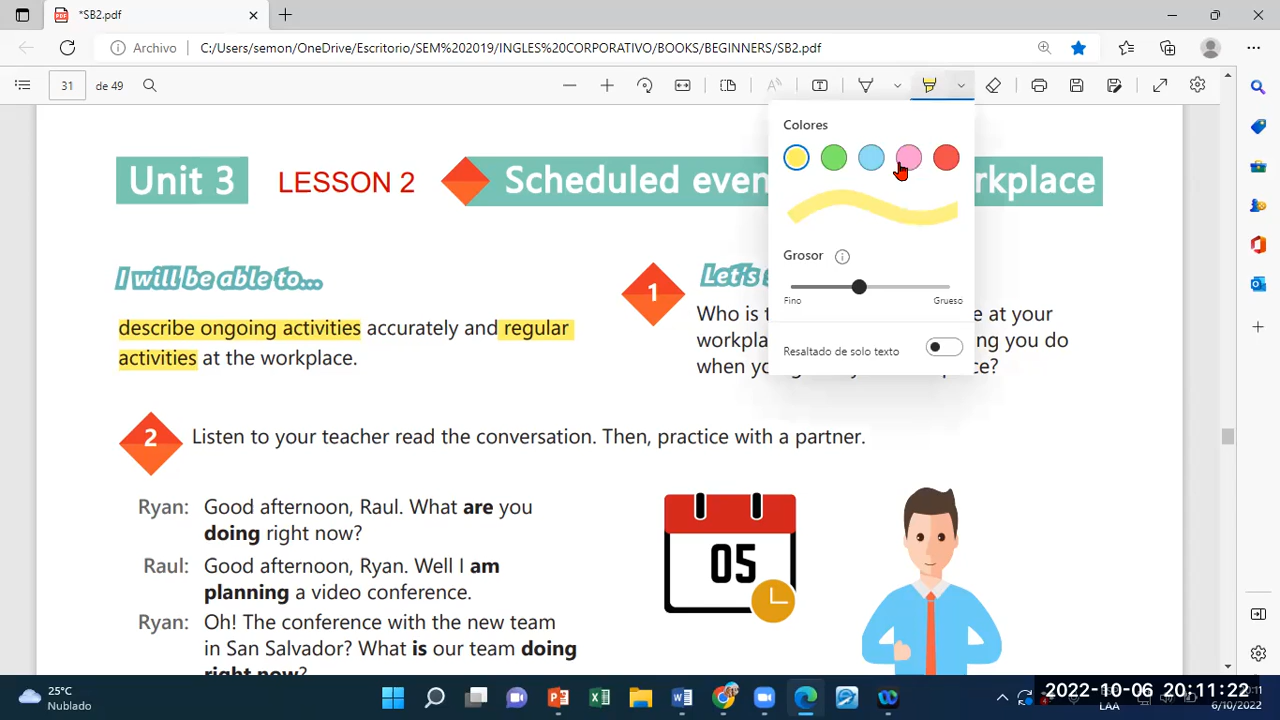 *SB2.pdf
Archivo
C:/Users/semon/OneDrive/Escritorio/SEM%202019/INGLES%20CORPORATIVO/BOOKS/BEGINNERS/SB2.pdf
31 de 49
Colores
Grosor
Fino Grueso
Resaltado de solo texto
Unit 3 LESSON 2 Scheduled even rkplace
I will be able to...
describe ongoing activities accurately and regular
activities at the workplace.
1
Let's s
Who is t e at your
workpla ng you do
when yo ce?
2 Listen to your teacher read the conversation. Then, practice with a partner.
Ryan: Good afternoon, Raul. What are you
doing right now?
Raul: Good afternoon, Ryan. Well I am
planning a video conference.
Ryan: Oh! The conference with the new team
in San Salvador? What is our team doing
right now?
05
25°C
Nublado
2022-10-06 20:11:22
LAA
6/10/2022